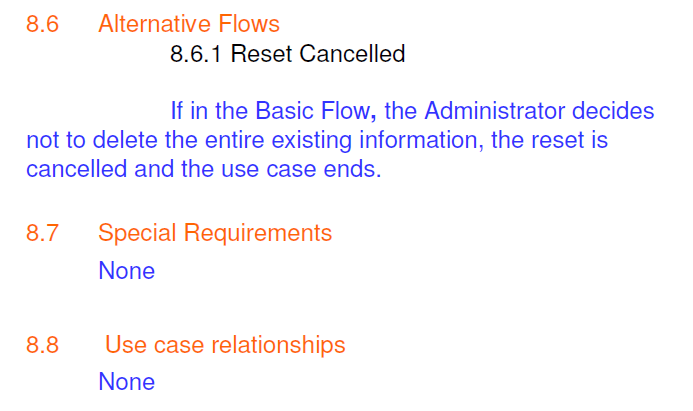 8.6 Alternative Flows
8.6.1 Reset Cancelled
If in the Basic Flow, the Administrator decides
not to delete the entire existing information, the reset is
cancelled and the use case ends.
8.7 Special Requirements
None
8.8 Use case relationships
None